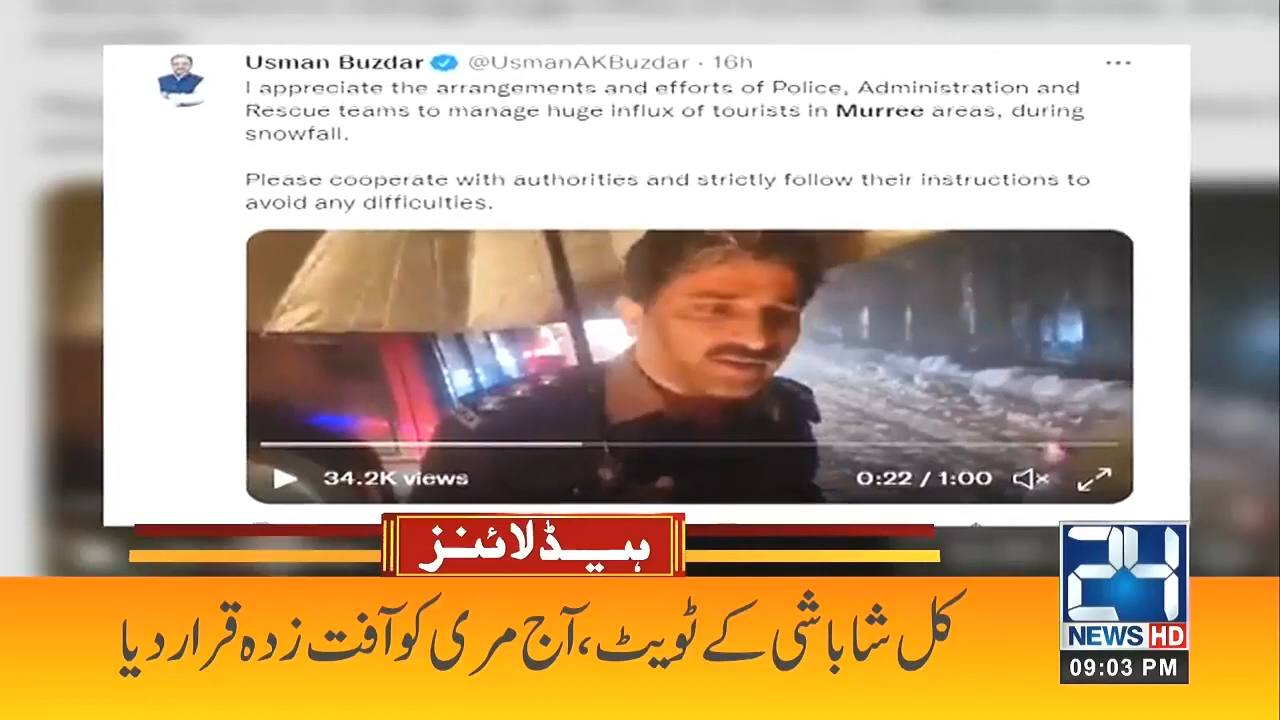 Usman Buzdar @UsmanAKBuzdar · 16h
I appreciate the arrangements and efforts of Police, Administration and
Rescue teams to manage huge influx of tourists in Murree areas, during
snowfall.
Please cooperate with authorities and strictly follow their instructions to
avoid any difficulties.
34.2K views
0:22 / 1:00
ہیڈلائنز
کل شاباشی کے ٹویٹ، آج مری کو آفت زدہ قرار دیا
24
NEWS HD
09:03 PM